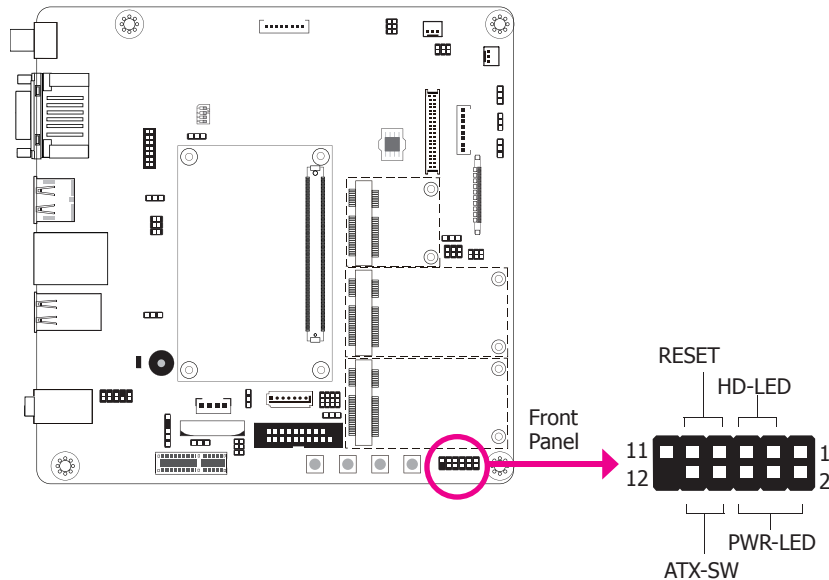 RESET
HD-LED
Front
Panel
11
1
12
2
PWR-LED
ATX-SW